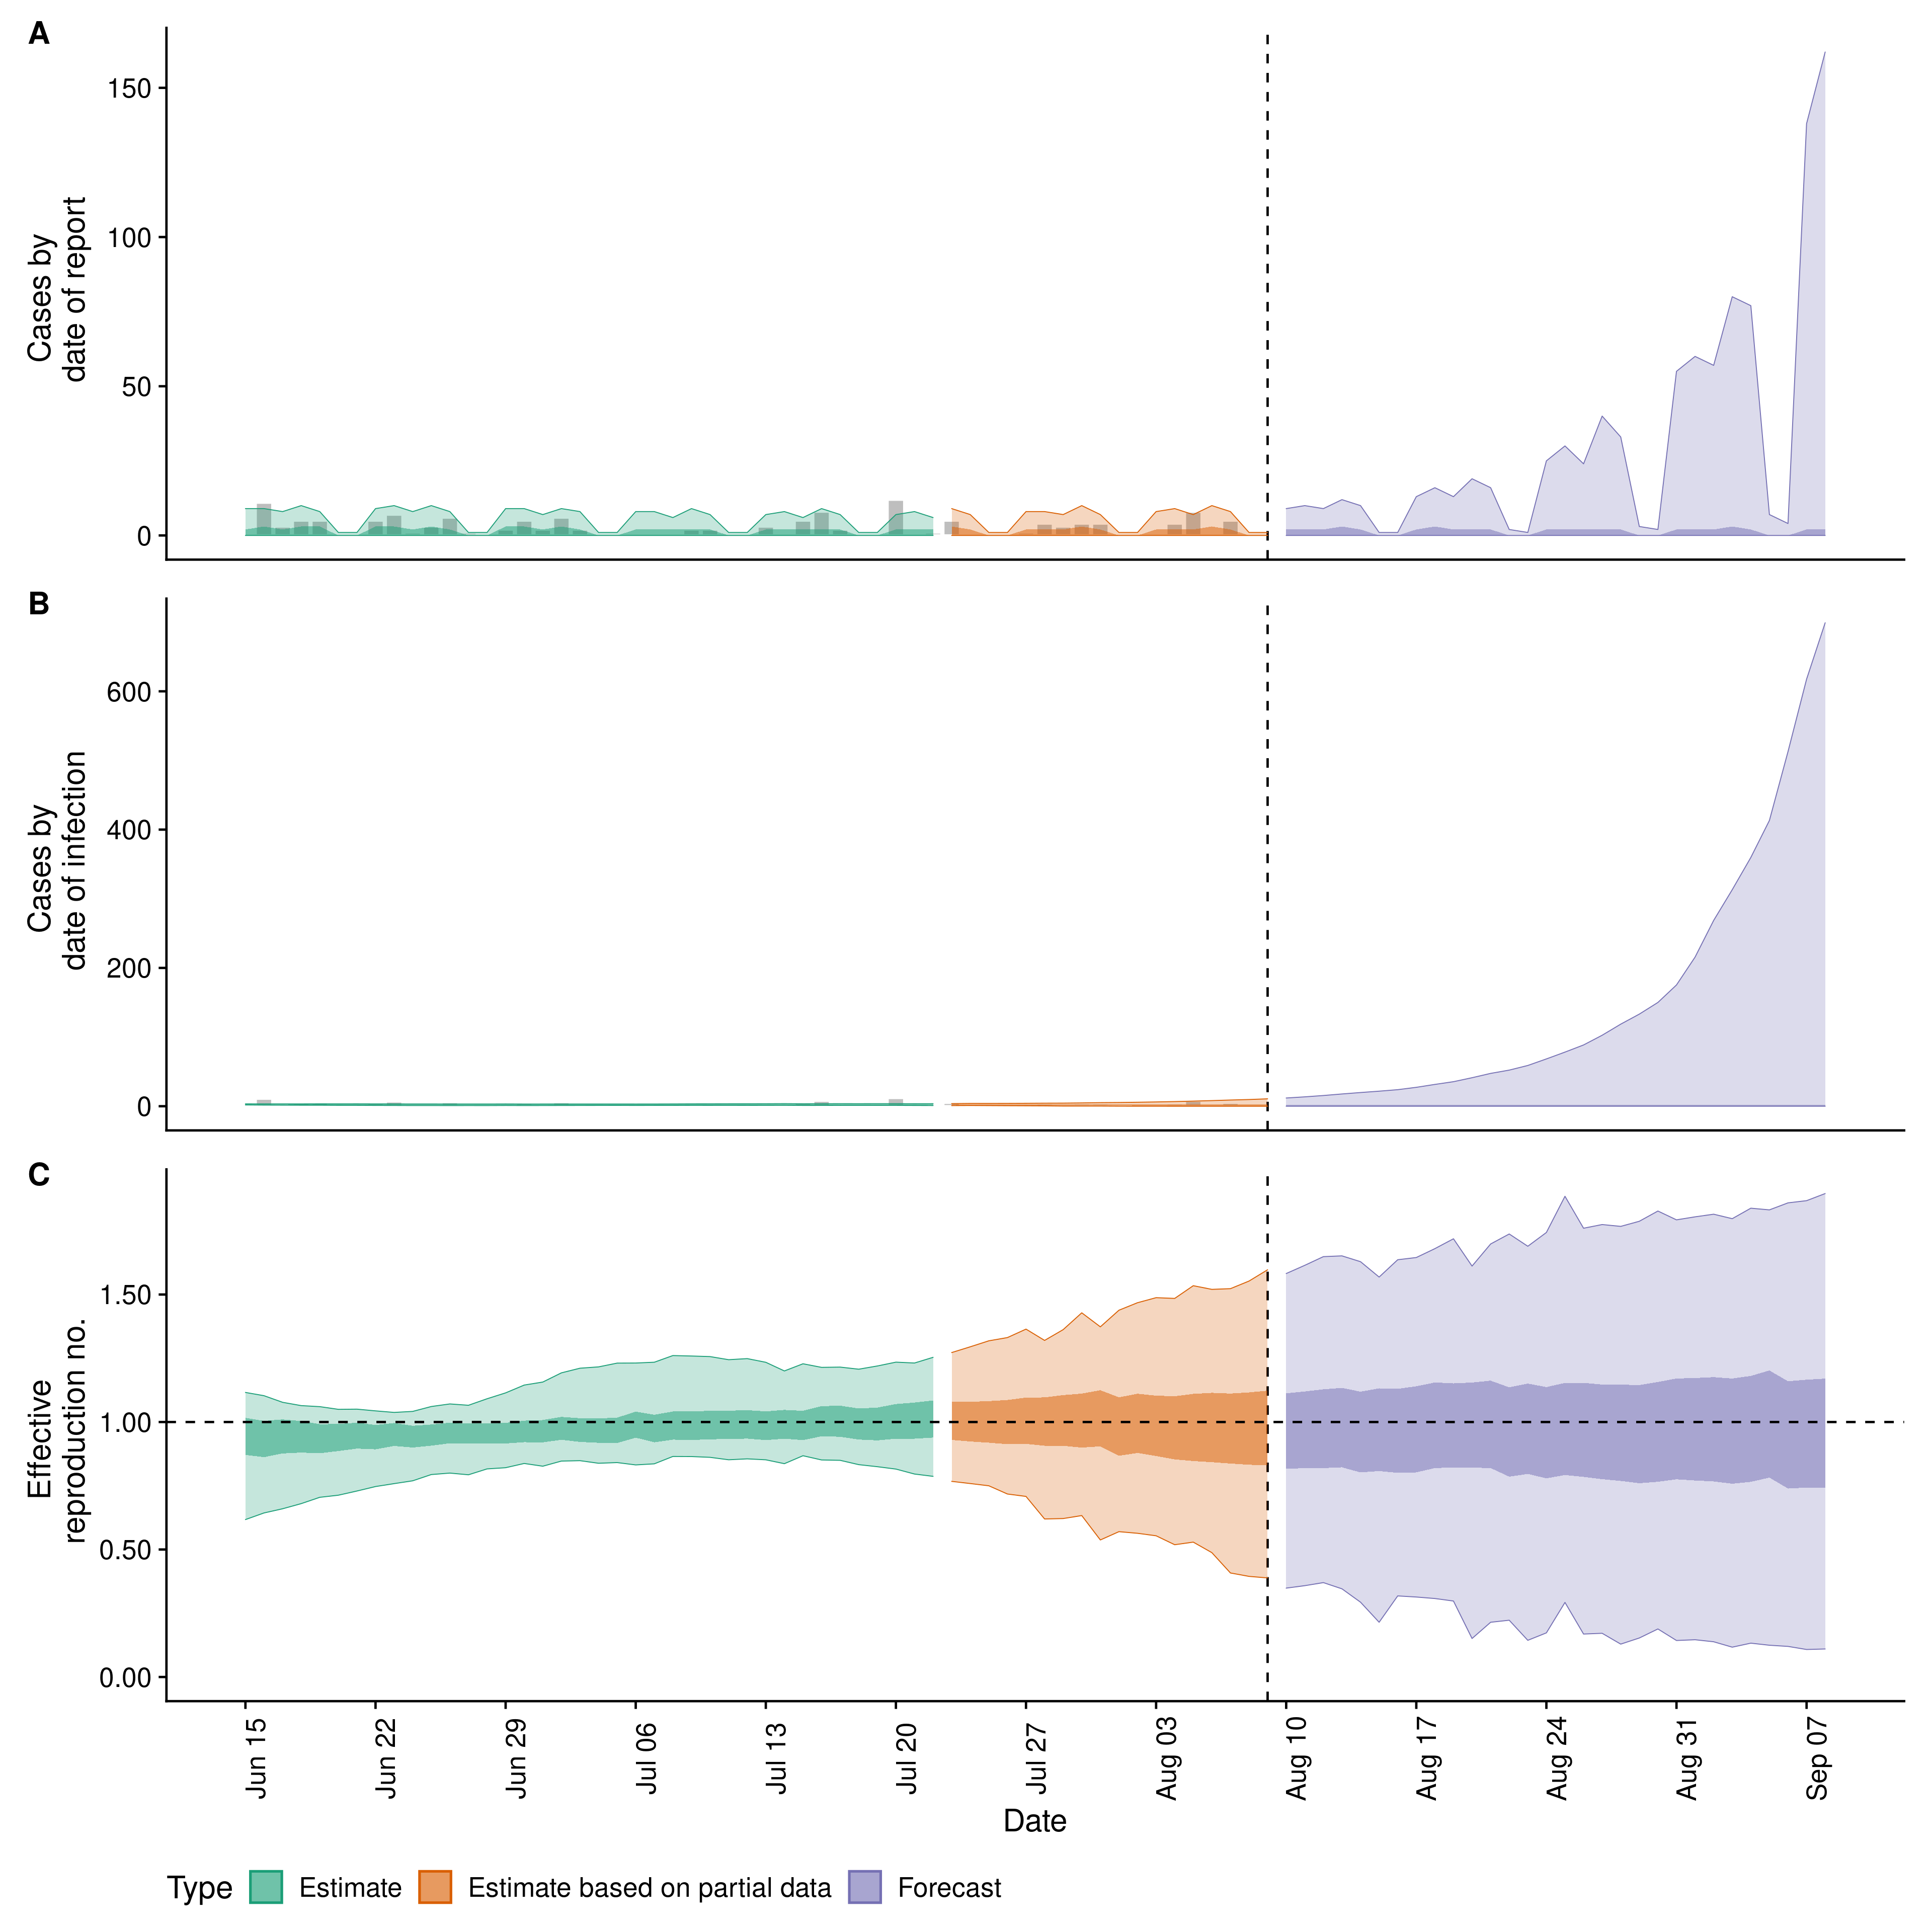 A
Cases by
date of report
150
100
50
0
B
Cases by
date of infection
600
400
200
0
C
Effective
reproduction no.
1.50
1.00
0.50
0.00
Jun 15
Jun 22
Jun 29
Jul 06
Jul 13
Jul 20
Jul 27
Aug 03
Aug 10
Aug 17
Aug 24
Aug 31
Sep 07
Date
Type Estimate Estimate based on partial data Forecast